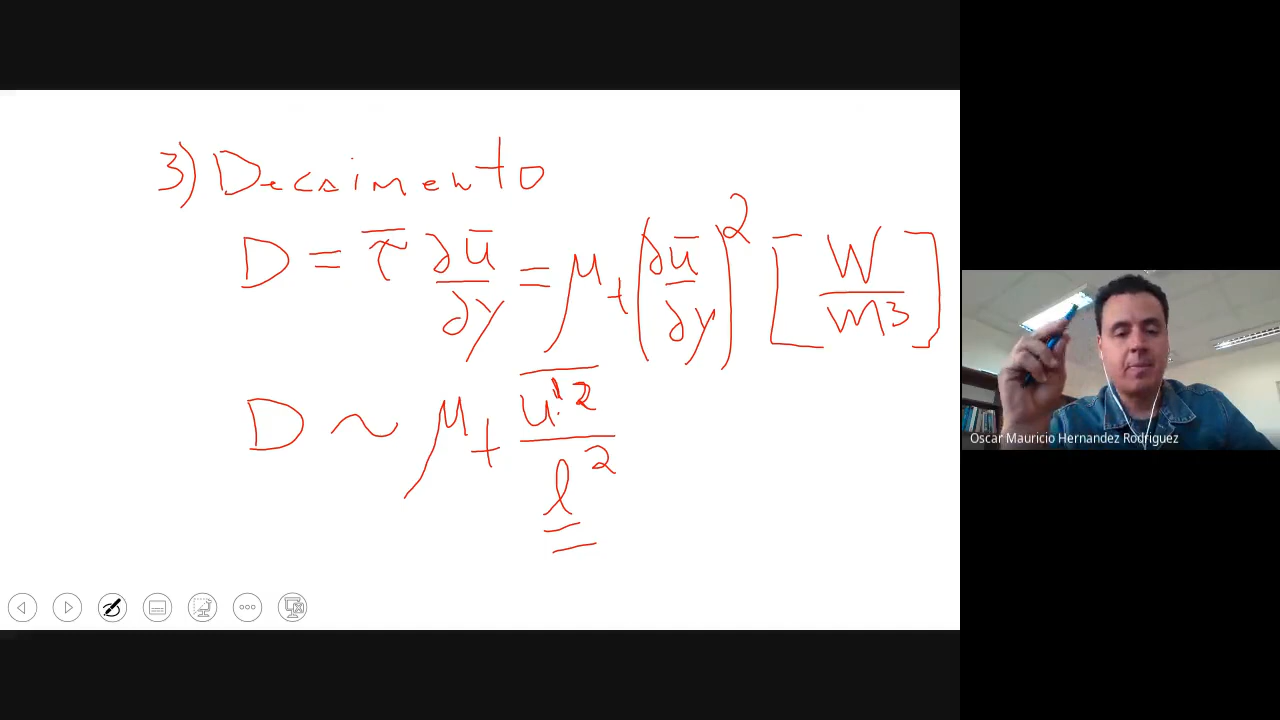 3) Decaimento
D = τ̄ ∂ū/∂y = μt (∂ū/∂y)² [W/m3]
D ~ μt u'²‾/l²
Oscar Mauricio Hernandez Rodriguez